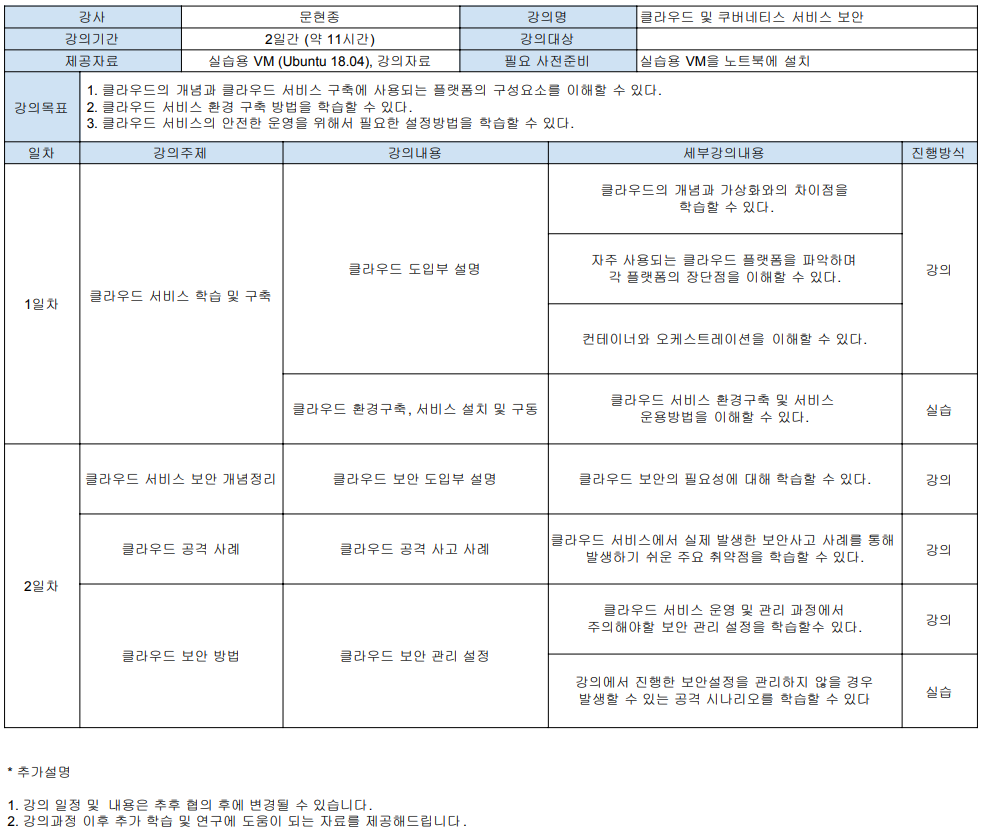 강사 문현종 강의명 클라우드 및 쿠버네티스 서비스 보안
강의기간 2일간 (약 11시간) 강의대상
제공자료 실습용 VM (Ubuntu 18.04), 강의자료 필요 사전준비 실습용 VM을 노트북에 설치
강의목표
1. 클라우드의 개념과 클라우드 서비스 구축에 사용되는 플랫폼의 구성요소를 이해할 수 있다.
2. 클라우드 서비스 환경 구축 방법을 학습할 수 있다.
3. 클라우드 서비스의 안전한 운영을 위해서 필요한 설정방법을 학습할 수 있다.
일차 강의주제 강의내용 세부강의내용 진행방식
1일차
클라우드 서비스 학습 및 구축
클라우드 도입부 설명
클라우드의 개념과 가상화와의 차이점을
학습할 수 있다.
자주 사용되는 클라우드 플랫폼을 파악하며
각 플랫폼의 장단점을 이해할 수 있다.
컨테이너와 오케스트레이션을 이해할 수 있다.
강의
클라우드 환경구축, 서비스 설치 및 구동
클라우드 서비스 환경구축 및 서비스
운용방법을 이해할 수 있다.
실습
2일차
클라우드 서비스 보안 개념정리
클라우드 보안 도입부 설명
클라우드 보안의 필요성에 대해 학습할 수 있다.
강의
클라우드 공격 사례
클라우드 공격 사고 사례
클라우드 서비스에서 실제 발생한 보안사고 사례를 통해
발생하기 쉬운 주요 취약점을 학습할 수 있다.
강의
클라우드 보안 방법
클라우드 보안 관리 설정
클라우드 서비스 운영 및 관리 과정에서
주의해야할 보안 관리 설정을 학습할수 있다.
강의
강의에서 진행한 보안설정을 관리하지 않을 경우
발생할 수 있는 공격 시나리오를 학습할 수 있다
실습
* 추가설명
1. 강의 일정 및 내용은 추후 협의 후에 변경될 수 있습니다.
2. 강의과정 이후 추가 학습 및 연구에 도움이 되는 자료를 제공해드립니다.